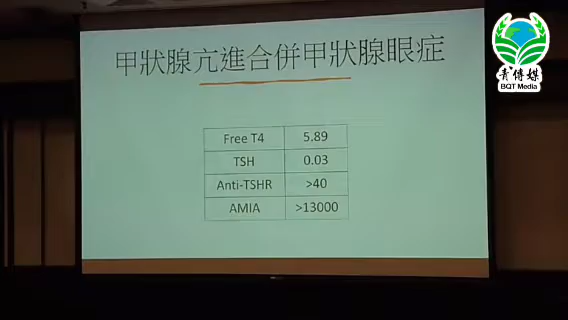 甲狀腺亢進合併甲狀腺眼症
Free T4 5.89
TSH 0.03
Anti-TSHR >40
AMIA >13000
青傳媒
BQT Media